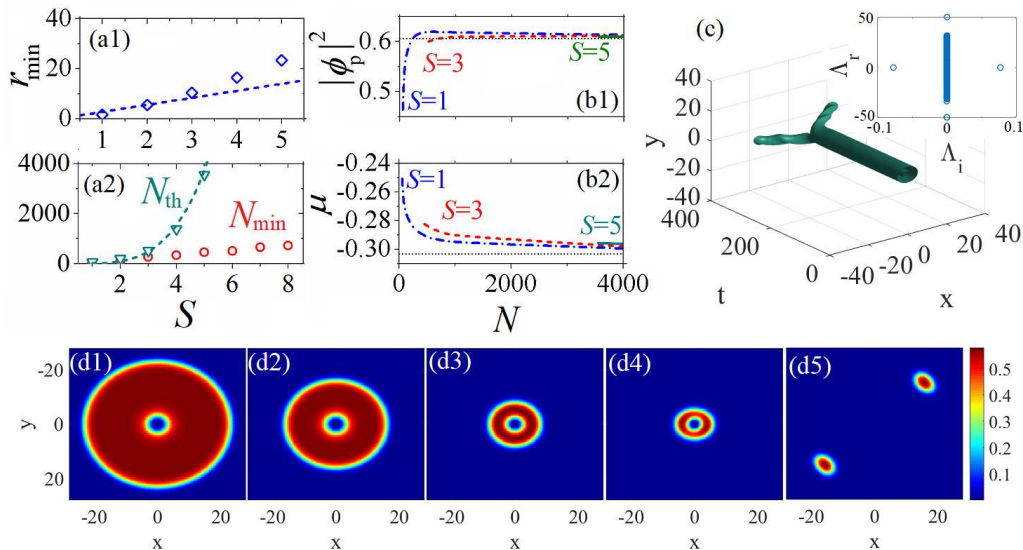 (a1)
r_min
40
20
0
1 2 3 4 5
(a2)
4000
2000
0
N_th
N_min
2 4 6 8
S
(b1)
|ϕ_p|^2
0.6
0.5
S=3
S=5
S=1
(b2)
μ
-0.24
-0.26
-0.28
-0.30
S=1
S=3
S=5
0 2000 4000
N
(c)
y
40
20
0
-20
-40
400
200
0
t
-40
-20
0
20
40
x
Λ_r
50
0
-50
-0.1 0 0.1
Λ_i
(d1) (d2) (d3) (d4) (d5)
y
-20
0
20
-20 0 20 -20 0 20 -20 0 20 -20 0 20 -20 0 20
x x x x x
0.5
0.4
0.3
0.2
0.1